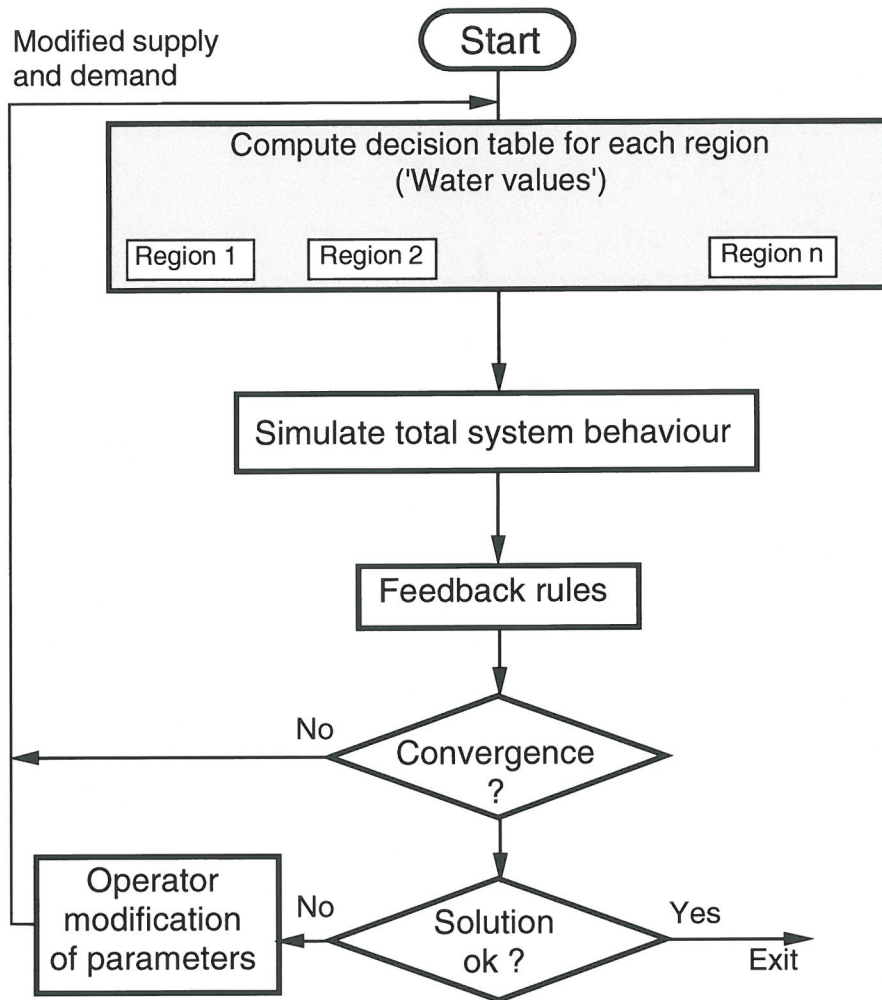 Modified supply
and demand
Start
Compute decision table for each region
('Water values')
Region 1
Region 2
Region n
Simulate total system behaviour
Feedback rules
No
Convergence
?
Operator
modification
of parameters
No
Solution
ok ?
Yes
Exit